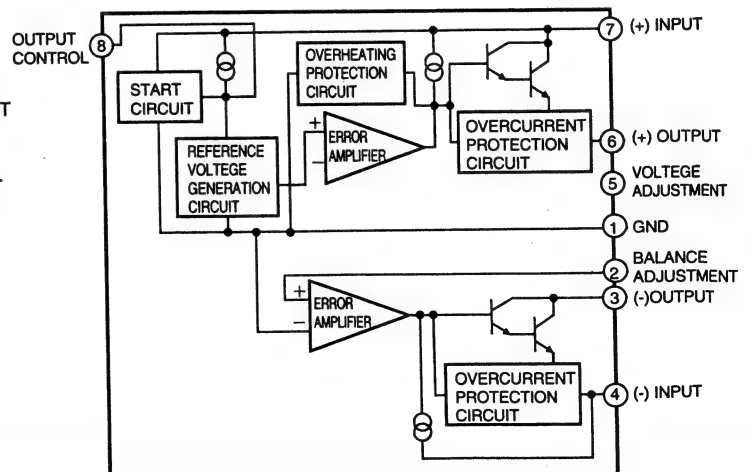 OUTPUT
CONTROL
8
START
CIRCUIT
OVERHEATING
PROTECTION
CIRCUIT
REFERENCE
VOLTEGE
GENERATION
CIRCUIT
+
−
ERROR
AMPLIFIER
OVERCURRENT
PROTECTION
CIRCUIT
7 (+) INPUT
6 (+) OUTPUT
5 VOLTEGE
ADJUSTMENT
1 GND
2 BALANCE
ADJUSTMENT
3 (-)OUTPUT
+
−
ERROR
AMPLIFIER
OVERCURRENT
PROTECTION
CIRCUIT
4 (-) INPUT
T